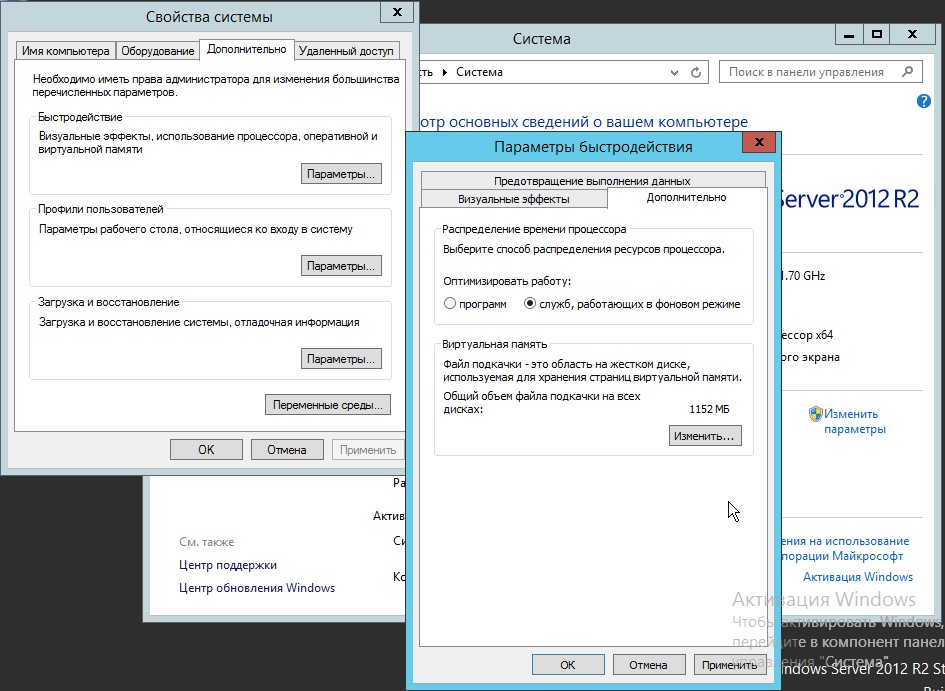 Свойства системы
Имя компьютера
Оборудование
Дополнительно
Удаленный доступ
Необходимо иметь права администратора для изменения большинства
перечисленных параметров.
Быстродействие
Визуальные эффекты, использование процессора, оперативной и
виртуальной памяти
Параметры...
Профили пользователей
Параметры рабочего стола, относящиеся ко входу в систему
Параметры...
Загрузка и восстановление
Загрузка и восстановление системы, отладочная информация
Параметры...
Переменные среды...
OK
Отмена
Применить
Система
Система
Поиск в панели управления
отр основных сведений о вашем компьютере
Server 2012 R2
.70 GHz
ессор x64
ого экрана
Изменить
параметры
Ра
Актив
См. также
Центр поддержки
Центр обновления Windows
ения на использование
порации Майкрософт
Активация Windows
Параметры быстродействия
Предотвращение выполнения данных
Визуальные эффекты
Дополнительно
Распределение времени процессора
Выберите способ распределения ресурсов процессора.
Оптимизировать работу:
программ
служб, работающих в фоновом режиме
Виртуальная память
Файл подкачки - это область на жестком диске,
используемая для хранения страниц виртуальной памяти.
Общий объем файла подкачки на всех
дисках:
1152 МБ
Изменить...
OK
Отмена
Применить
Активация Windows
Чтобы активировать Windows,
перейдите в компонент панел
управления "Система"
indows Server 2012 R2 St